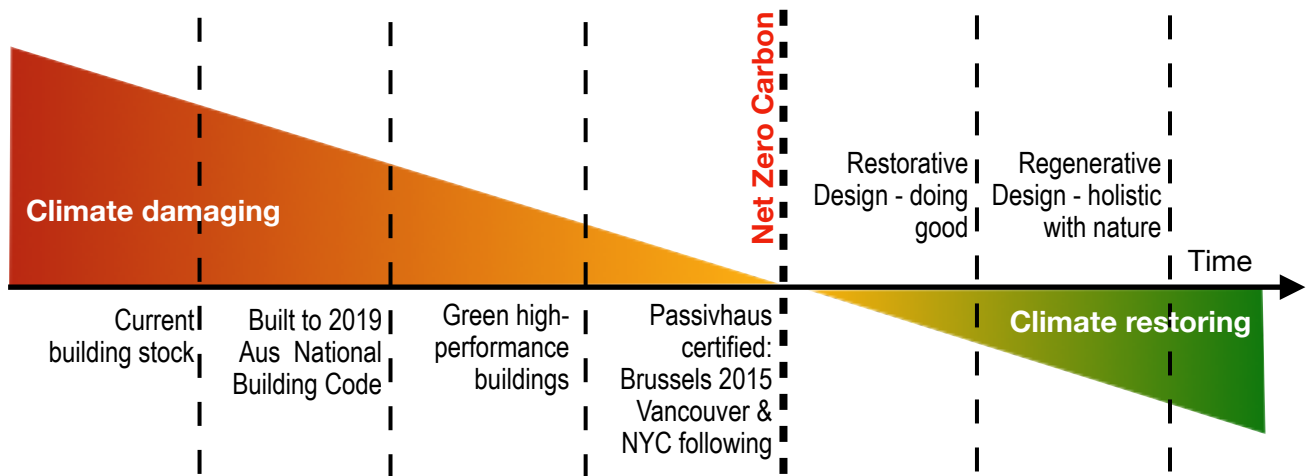 Climate damaging
Current
building stock
Built to 2019
Aus National
Building Code
Green high-
performance
buildings
Passivhaus
certified:
Brussels 2015
Vancouver &
NYC following
Net Zero Carbon
Restorative
Design - doing
good
Regenerative
Design - holistic
with nature
Time
Climate restoring